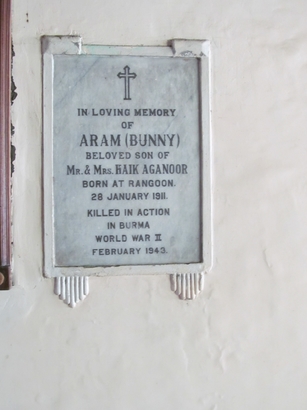 IN LOVING MEMORY
OF
ARAM (BUNNY)
BELOVED SON OF
MR. & MRS. HAIK AGANOOR
BORN AT RANGOON.
28 JANUARY 1911.
KILLED IN ACTION
IN BURMA
WORLD WAR II
FEBRUARY 1943.